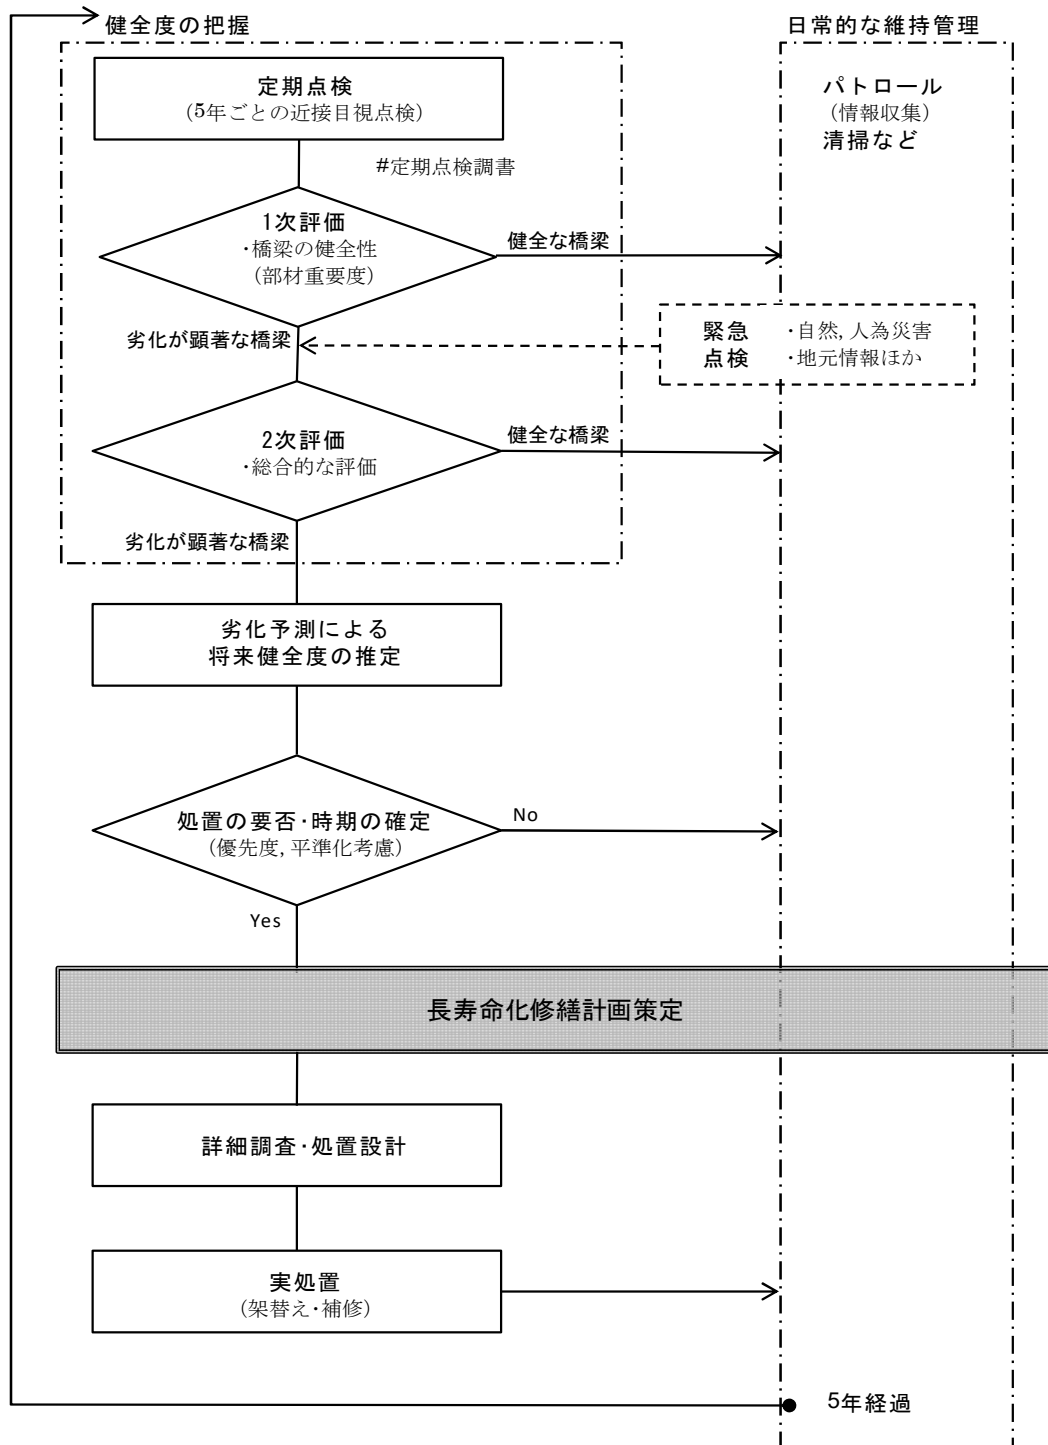 健全度の把握
日常的な維持管理
定期点検
(5年ごとの近接目視点検)
パトロール
(情報収集)
清掃など
#定期点検調書
1次評価
・橋梁の健全性
(部材重要度)
健全な橋梁
劣化が顕著な橋梁
緊急 ・自然,人為災害
点検 ・地元情報ほか
2次評価
・総合的な評価
健全な橋梁
劣化が顕著な橋梁
劣化予測による
将来健全度の推定
処置の要否・時期の確定
(優先度,平準化考慮)
No
Yes
長寿命化修繕計画策定
詳細調査・処置設計
実処置
(架替え・補修)
5年経過